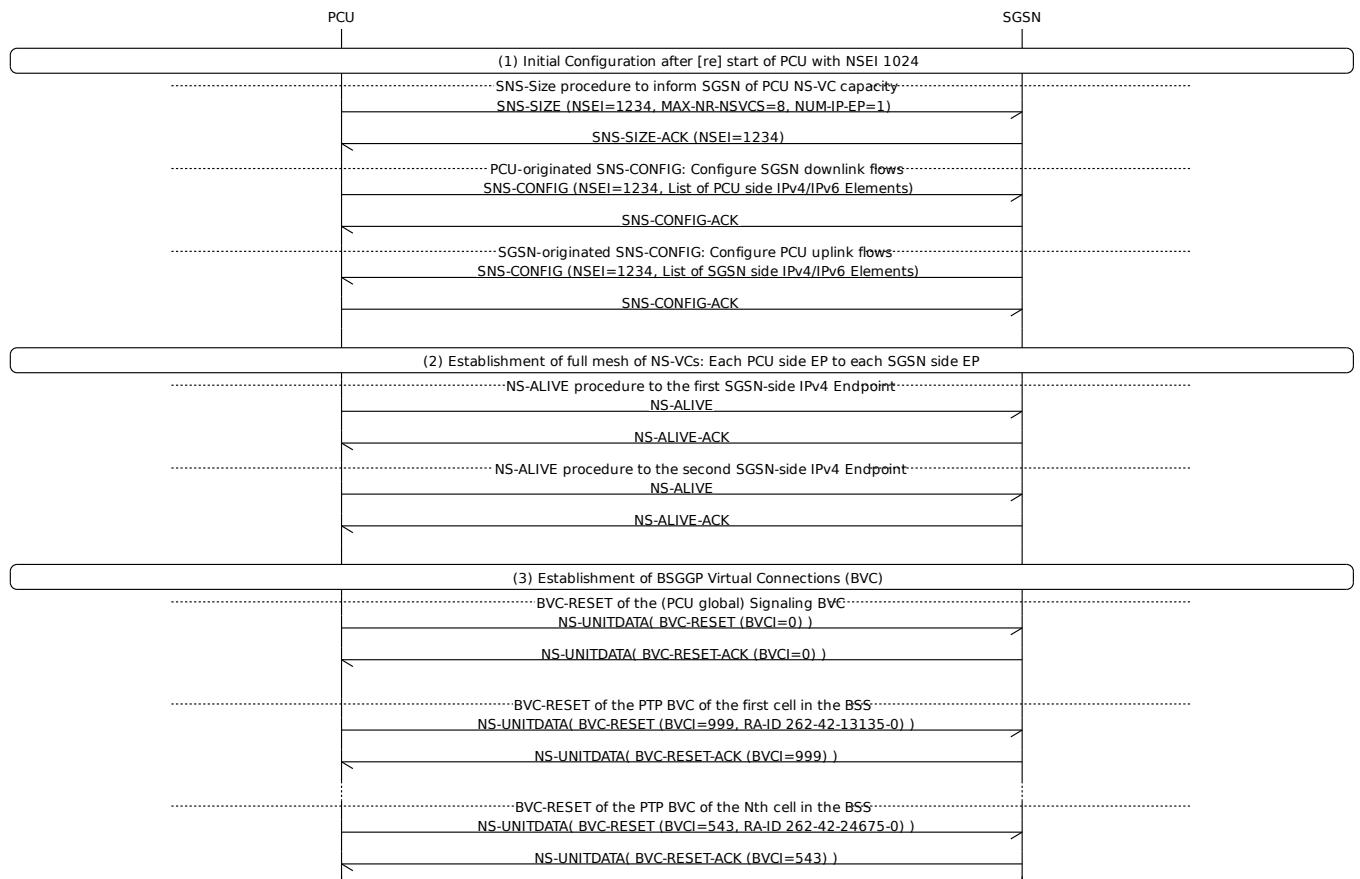 PCU
SGSN
(1) Initial Configuration after [re] start of PCU with NSEI 1024
SNS-Size procedure to inform SGSN of PCU NS-VC capacity
SNS-SIZE (NSEI=1234, MAX-NR-NSVCS=8, NUM-IP-EP=1)
SNS-SIZE-ACK (NSEI=1234)
PCU-originated SNS-CONFIG: Configure SGSN downlink flows
SNS-CONFIG (NSEI=1234, List of PCU side IPv4/IPv6 Elements)
SNS-CONFIG-ACK
SGSN-originated SNS-CONFIG: Configure PCU uplink flows
SNS-CONFIG (NSEI=1234, List of SGSN side IPv4/IPv6 Elements)
SNS-CONFIG-ACK
(2) Establishment of full mesh of NS-VCs: Each PCU side EP to each SGSN side EP
NS-ALIVE procedure to the first SGSN-side IPv4 Endpoint
NS-ALIVE
NS-ALIVE-ACK
NS-ALIVE procedure to the second SGSN-side IPv4 Endpoint
NS-ALIVE
NS-ALIVE-ACK
(3) Establishment of BSGGP Virtual Connections (BVC)
BVC-RESET of the (PCU global) Signaling BVC
NS-UNITDATA( BVC-RESET (BVCI=0) )
NS-UNITDATA( BVC-RESET-ACK (BVCI=0) )
BVC-RESET of the PTP BVC of the first cell in the BSS
NS-UNITDATA( BVC-RESET (BVCI=999, RA-ID 262-42-13135-0) )
NS-UNITDATA( BVC-RESET-ACK (BVCI=999) )
BVC-RESET of the PTP BVC of the Nth cell in the BSS
NS-UNITDATA( BVC-RESET (BVCI=543, RA-ID 262-42-24675-0) )
NS-UNITDATA( BVC-RESET-ACK (BVCI=543) )